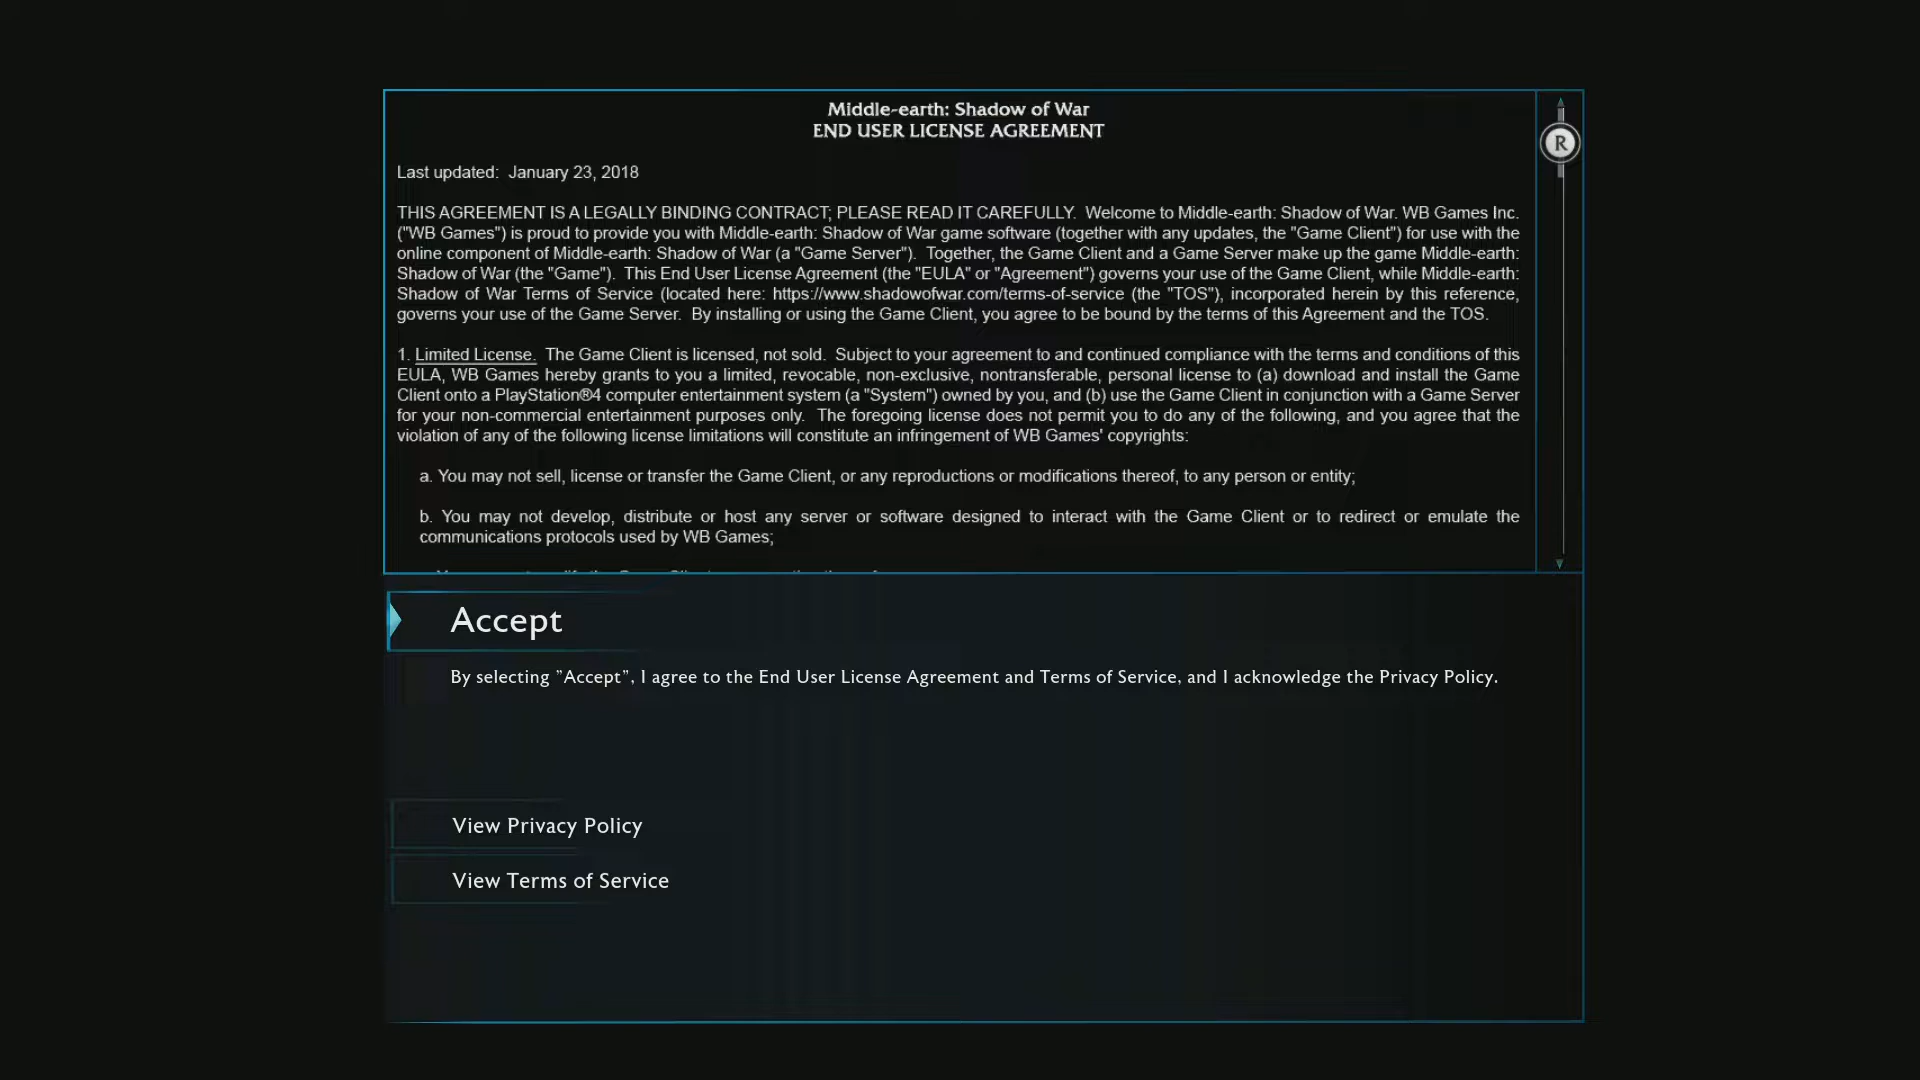 Middle-earth: Shadow of War
END USER LICENSE AGREEMENT
R
Last updated:  January 23, 2018
THIS AGREEMENT IS A LEGALLY BINDING CONTRACT; PLEASE READ IT CAREFULLY.  Welcome to Middle-earth: Shadow of War. WB Games Inc.
("WB Games") is proud to provide you with Middle-earth: Shadow of War game software (together with any updates, the "Game Client") for use with the
online component of Middle-earth: Shadow of War (a "Game Server").  Together, the Game Client and a Game Server make up the game Middle-earth:
Shadow of War (the "Game").  This End User License Agreement (the "EULA" or "Agreement") governs your use of the Game Client, while Middle-earth:
Shadow of War Terms of Service (located here: https://www.shadowofwar.com/terms-of-service (the "TOS"), incorporated herein by this reference,
governs your use of the Game Server.  By installing or using the Game Client, you agree to be bound by the terms of this Agreement and the TOS.
1. Limited License.  The Game Client is licensed, not sold.  Subject to your agreement to and continued compliance with the terms and conditions of this
EULA, WB Games hereby grants to you a limited, revocable, non-exclusive, nontransferable, personal license to (a) download and install the Game
Client onto a PlayStation®4 computer entertainment system (a "System") owned by you, and (b) use the Game Client in conjunction with a Game Server
for your non-commercial entertainment purposes only.  The foregoing license does not permit you to do any of the following, and you agree that the
violation of any of the following license limitations will constitute an infringement of WB Games' copyrights:
a. You may not sell, license or transfer the Game Client, or any reproductions or modifications thereof, to any person or entity;
b. You may not develop, distribute or host any server or software designed to interact with the Game Client or to redirect or emulate the
communications protocols used by WB Games;
Accept
By selecting "Accept", I agree to the End User License Agreement and Terms of Service, and I acknowledge the Privacy Policy.
View Privacy Policy
View Terms of Service